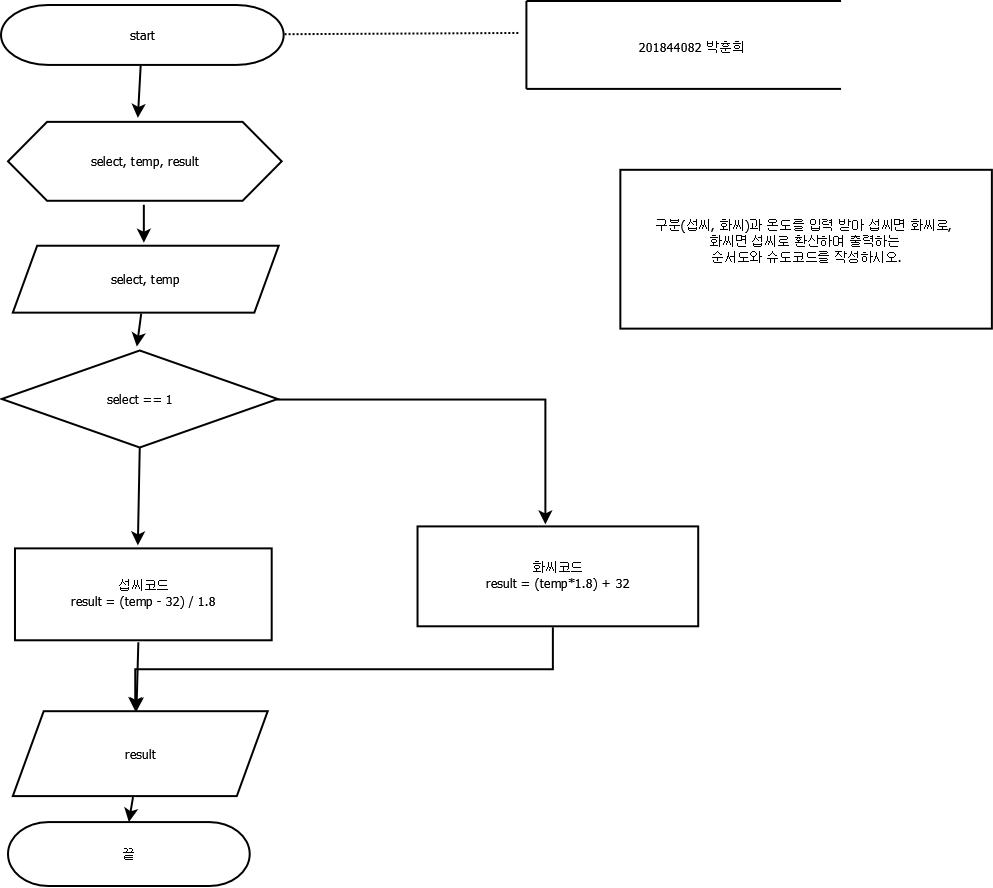 start
201844082 박훈희
select, temp, result
구분(섭씨, 화씨)과 온도를 입력 받아 섭씨면 화씨로,
화씨면 섭씨로 환산하며 출력하는
순서도와 슈도코드를 작성하시오.
select, temp
select == 1
섭씨코드
result = (temp - 32) / 1.8
화씨코드
result = (temp*1.8) + 32
result
끝